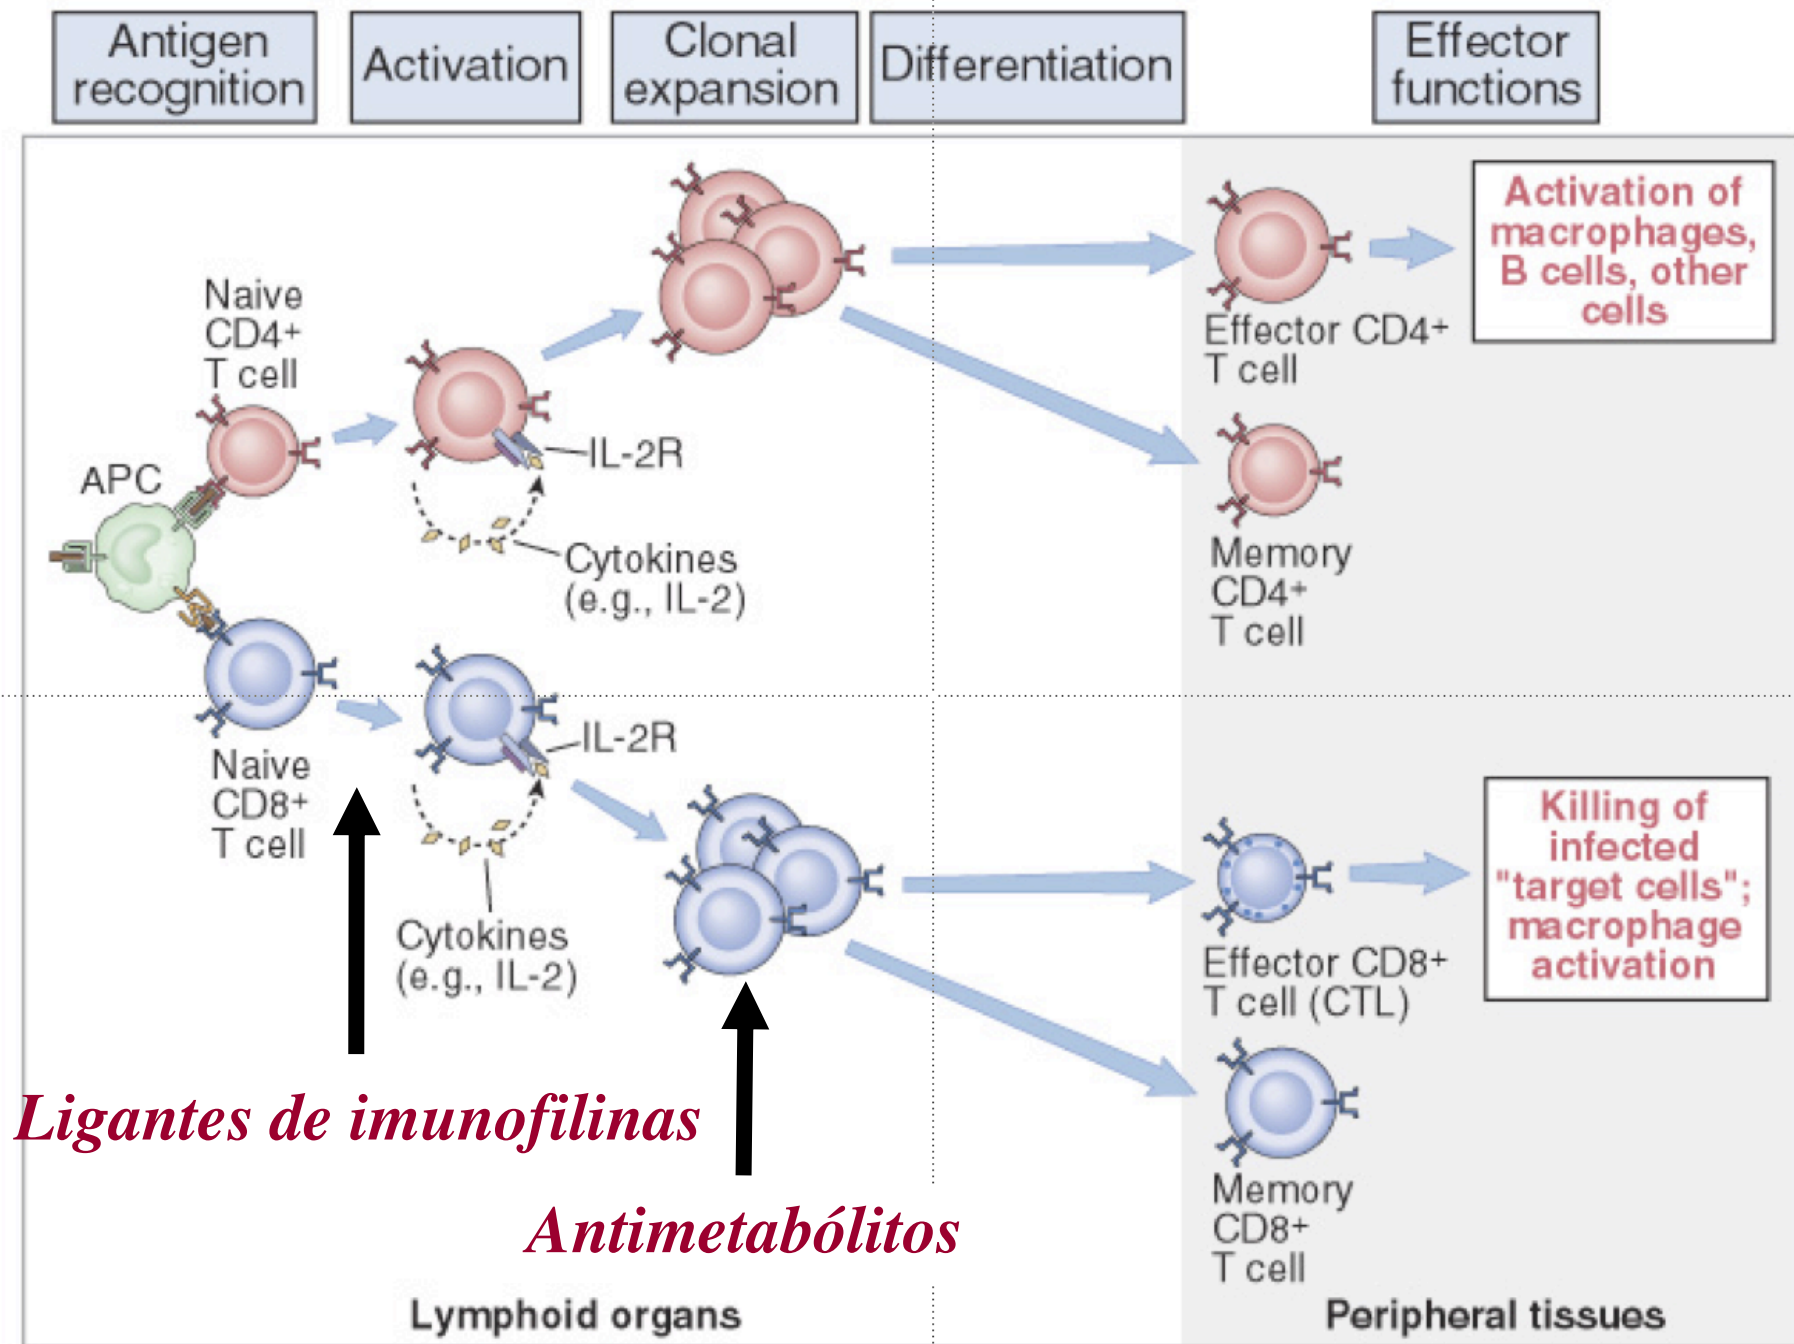 Antigen
recognition
Activation
Clonal
expansion
Differentiation
Effector
functions
Naive
CD4+
T cell
APC
IL-2R
Cytokines
(e.g., IL-2)
Effector CD4+
T cell
Activation of
macrophages,
B cells, other
cells
Memory
CD4+
T cell
Naive
CD8+
T cell
IL-2R
Cytokines
(e.g., IL-2)
Effector CD8+
T cell (CTL)
Killing of
infected
"target cells";
macrophage
activation
Memory
CD8+
T cell
Ligantes de imunofilinas
Antimetabólitos
Lymphoid organs
Peripheral tissues